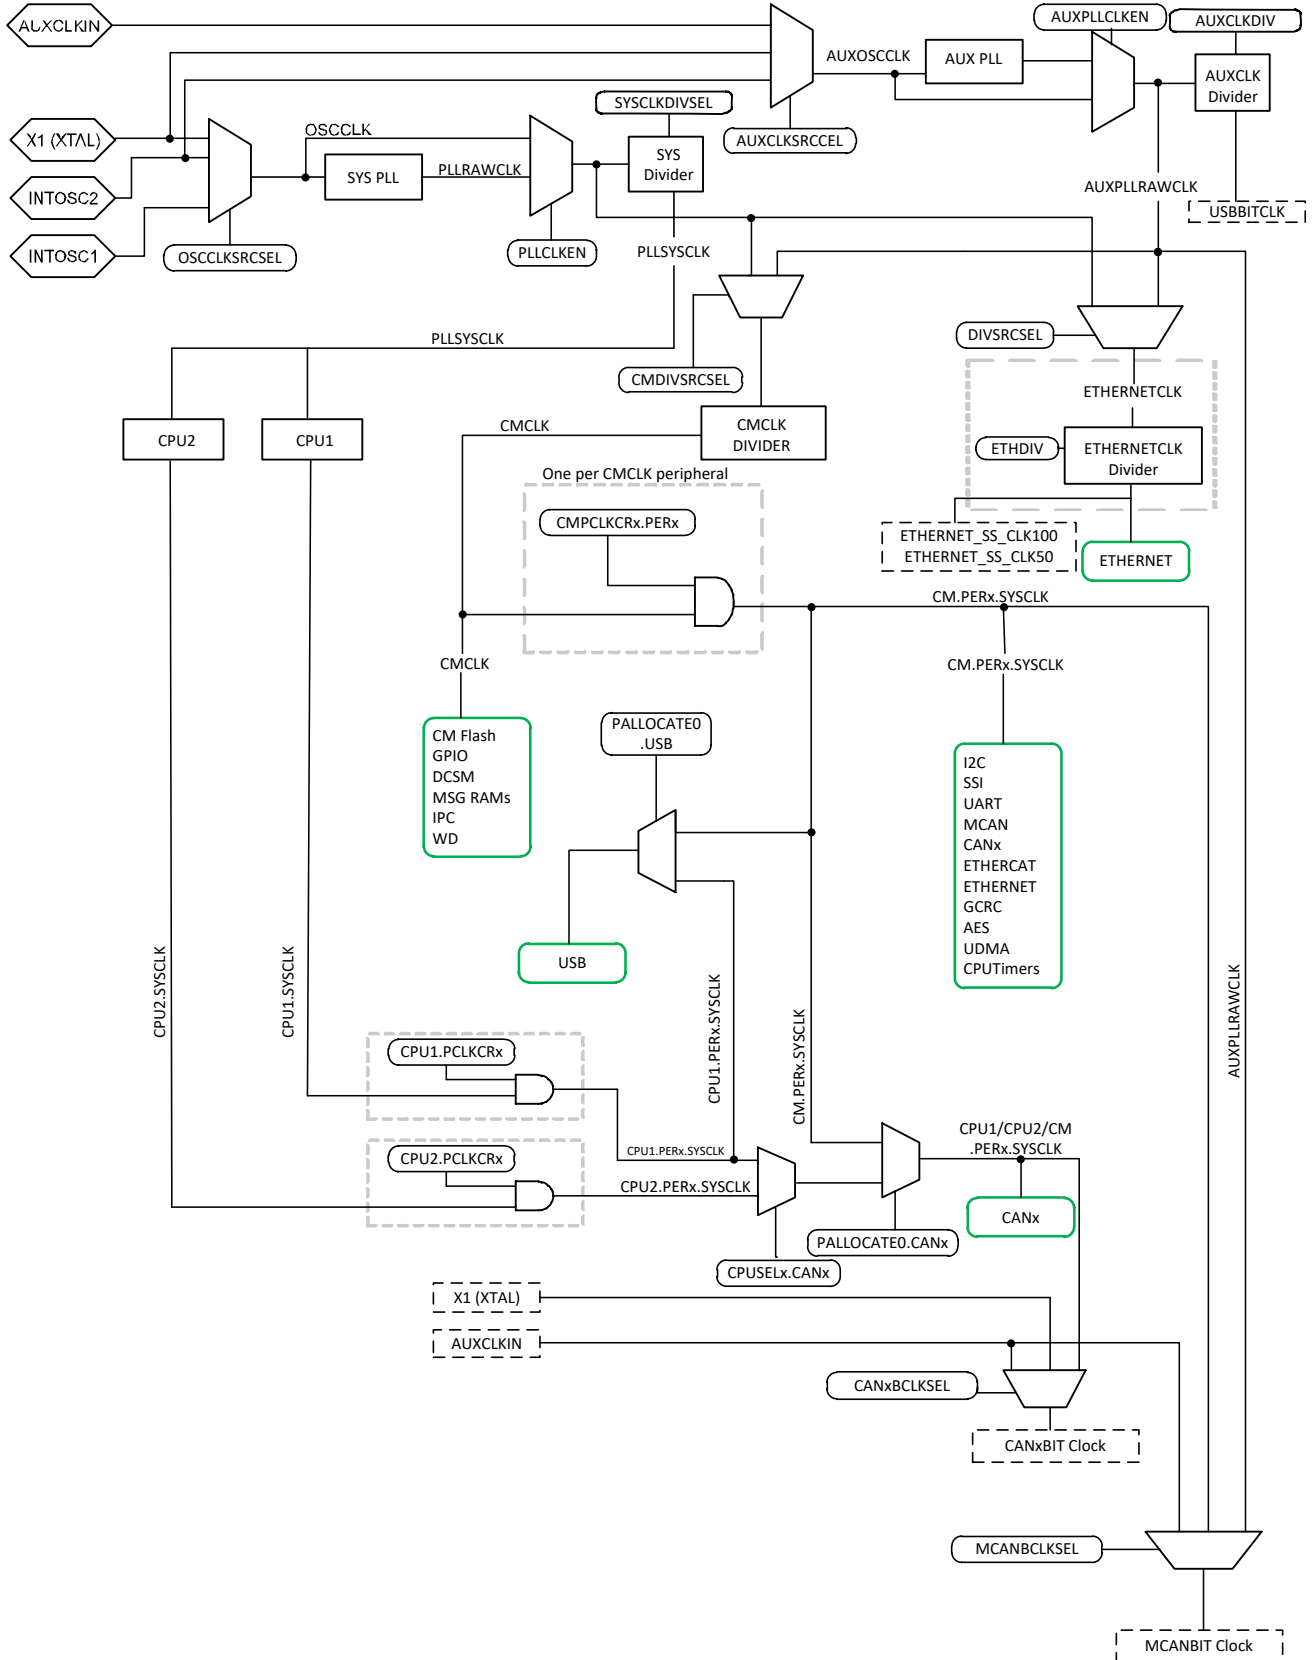 AUXCLKIN
AUXPLLCLKEN
AUXCLKDIV
AUXOSCCLK
AUX PLL
AUXCLK
Divider
SYSCLKDIVSEL
X1 (XTAL)
OSCCLK
AUXCLKSRCCEL
SYS PLL
PLLRAWCLK
SYS
Divider
INTOSC2
AUXPLLRAWCLK
USBBITCLK
INTOSC1
OSCCLKSRCSEL
PLLCLKEN
PLLSYSCLK
PLLSYSCLK
DIVSRCSEL
CMDIVSRCSEL
ETHERNETCLK
CPU2
CPU1
CMCLK
CMCLK
DIVIDER
ETHDIV
ETHERNETCLK
Divider
One per CMCLK peripheral
CMPCLKCRx.PERx
ETHERNET_SS_CLK100
ETHERNET_SS_CLK50
ETHERNET
CM.PERx.SYSCLK
CMCLK
CM.PERx.SYSCLK
PALLOCATE0
.USB
CM Flash
GPIO
DCSM
MSG RAMs
IPC
WD
I2C
SSI
UART
MCAN
CANx
ETHERCAT
ETHERNET
GCRC
AES
UDMA
CPUTimers
USB
CPU2.SYSCLK
CPU1.SYSCLK
CPU1.PERx.SYSCLK
CM.PERx.SYSCLK
AUXPLLRAWCLK
CPU1.PCLKCRx
CPU1.PERx.SYSCLK
CPU1/CPU2/CM
.PERx.SYSCLK
CPU2.PCLKCRx
CPU2.PERx.SYSCLK
CANx
PALLOCATE0.CANx
CPUSELx.CANx
X1 (XTAL)
AUXCLKIN
CANxBCLKSEL
CANxBIT Clock
MCANBCLKSEL
MCANBIT Clock